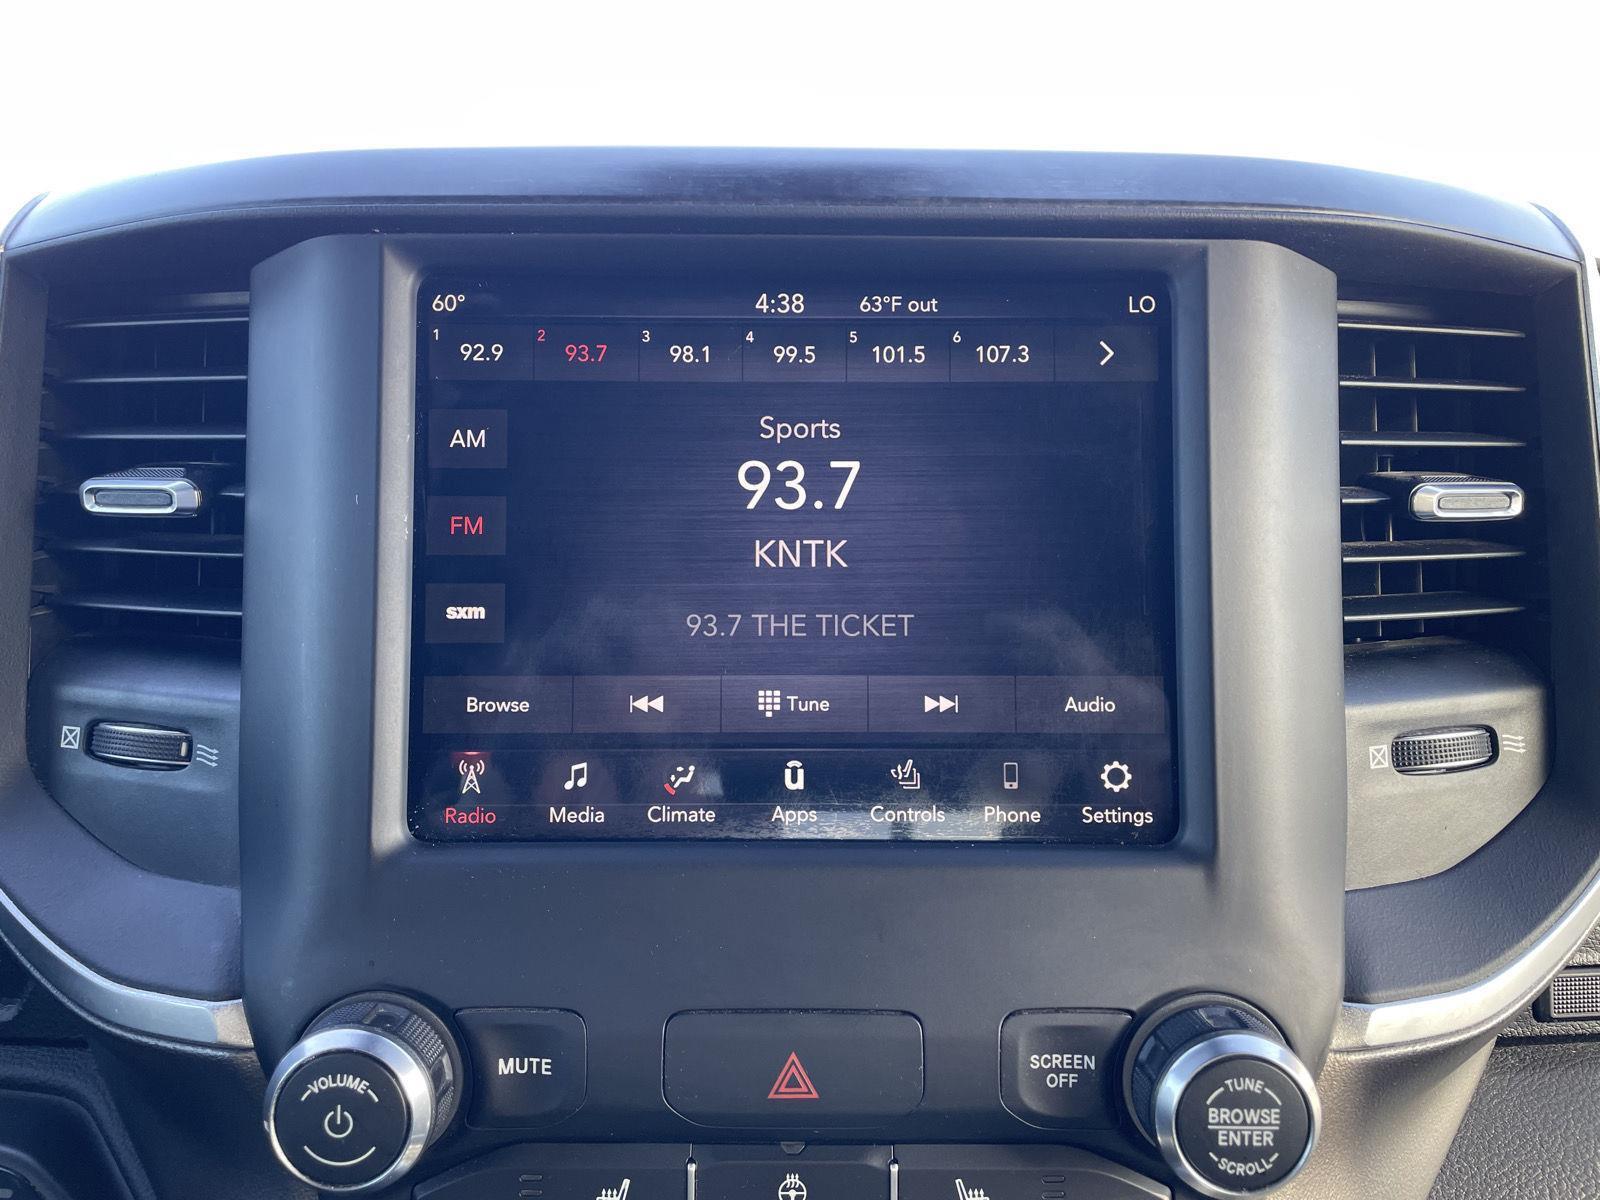 60° 4:38 63°F out LO
1 92.9 2 93.7 3 98.1 4 99.5 5 101.5 6 107.3
AM
FM
sxm
Sports
93.7
KNTK
93.7 THE TICKET
Browse Tune Audio
Radio Media Climate Apps Controls Phone Settings
VOLUME
MUTE
SCREEN
OFF
TUNE
BROWSE
ENTER
SCROLL